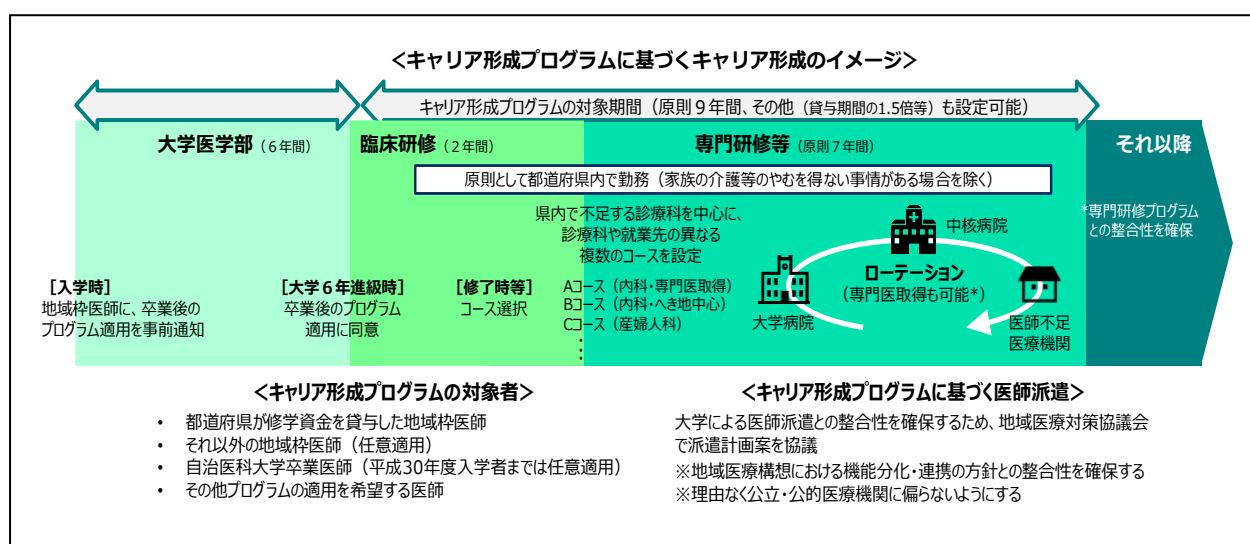 ＜キャリア形成プログラムに基づくキャリア形成のイメージ＞
キャリア形成プログラムの対象期間（原則９年間、その他（貸与期間の1.5倍等）も設定可能）
大学医学部（６年間）
臨床研修（２年間）
専門研修等（原則７年間）
それ以降
原則として都道府県内で勤務（家族の介護等のやむを得ない事情がある場合を除く）
*専門研修プログラム
との整合性を確保
県内で不足する診療科を中心に、
診療科や就業先の異なる
複数のコースを設定
中核病院
ローテーション
（専門医取得も可能*）
大学病院
医師不足
医療機関
［入学時］
地域枠医師に、卒業後の
プログラム適用を事前通知
［大学６年進級時］
卒業後のプログラム
適用に同意
［修了時等］
コース選択
Aコース（内科・専門医取得）
Bコース（内科・へき地中心）
Cコース（産婦人科）
：
＜キャリア形成プログラムの対象者＞
• 都道府県が修学資金を貸与した地域枠医師
• それ以外の地域枠医師（任意適用）
• 自治医科大学卒業医師（平成30年度入学者までは任意適用）
• その他プログラムの適用を希望する医師
＜キャリア形成プログラムに基づく医師派遣＞
大学による医師派遣との整合性を確保するため、地域医療対策協議会
で派遣計画案を協議
※地域医療構想における機能分化・連携の方針との整合性を確保する
※理由なく公立・公的医療機関に偏らないようにする